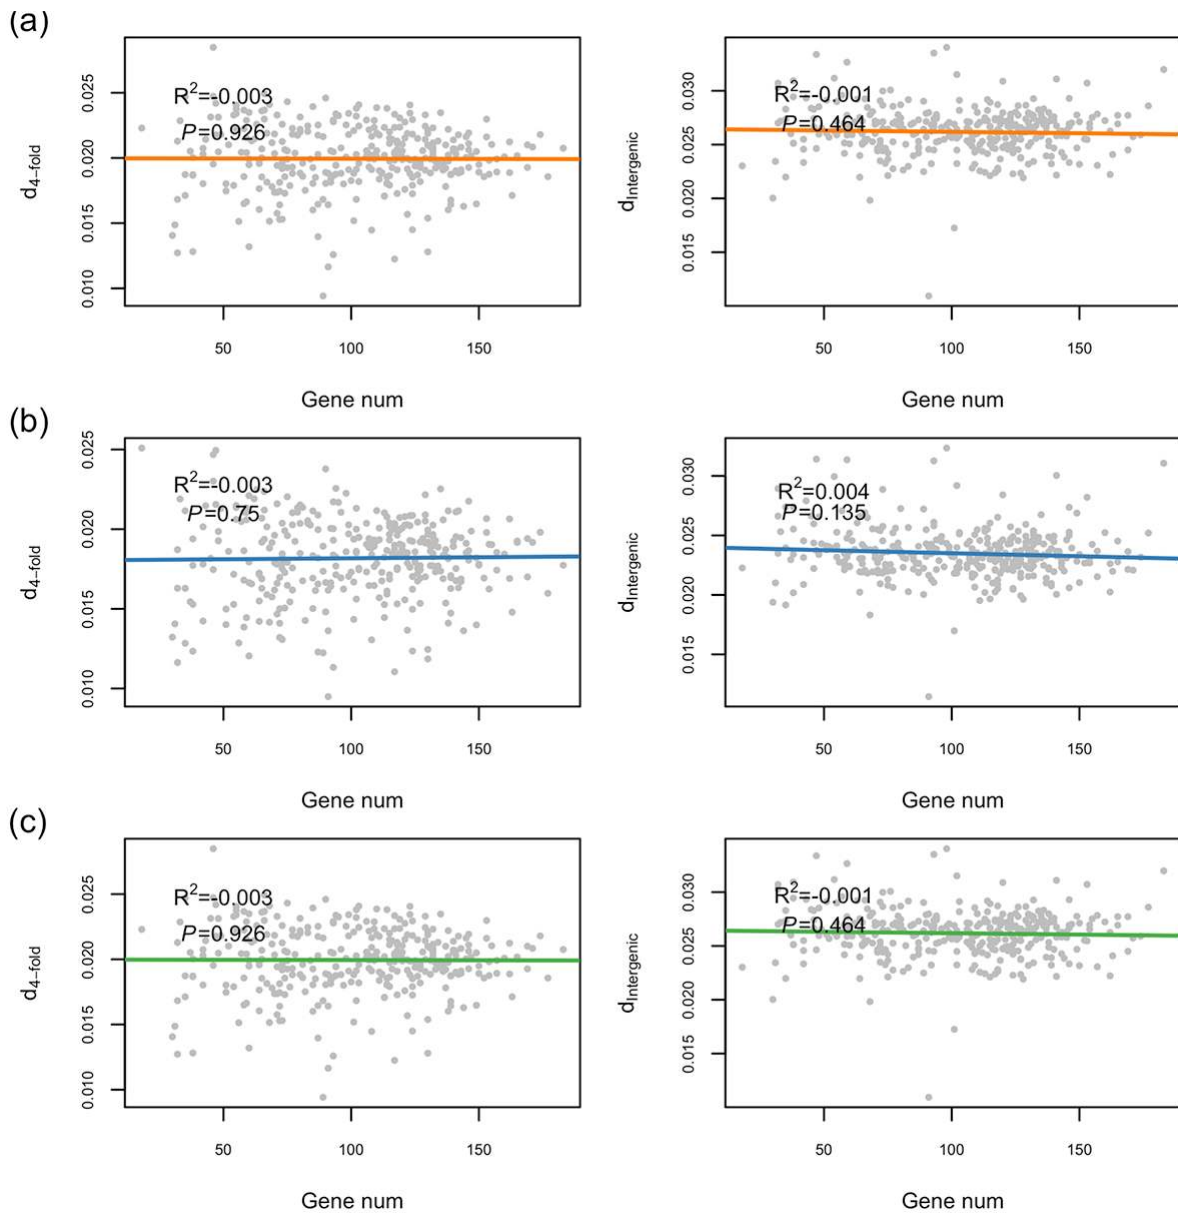 (a)
R²=-0.003
P=0.926
d4-fold
0.025
0.020
0.015
0.010
50 100 150
Gene num
R²=-0.001
P=0.464
dIntergenic
0.030
0.025
0.020
0.015
50 100 150
Gene num
(b)
R²=-0.003
P=0.75
d4-fold
0.025
0.020
0.015
0.010
50 100 150
Gene num
R²=0.004
P=0.135
dIntergenic
0.030
0.025
0.020
0.015
50 100 150
Gene num
(c)
R²=-0.003
P=0.926
d4-fold
0.025
0.020
0.015
0.010
50 100 150
Gene num
R²=-0.001
P=0.464
dIntergenic
0.030
0.025
0.020
0.015
50 100 150
Gene num